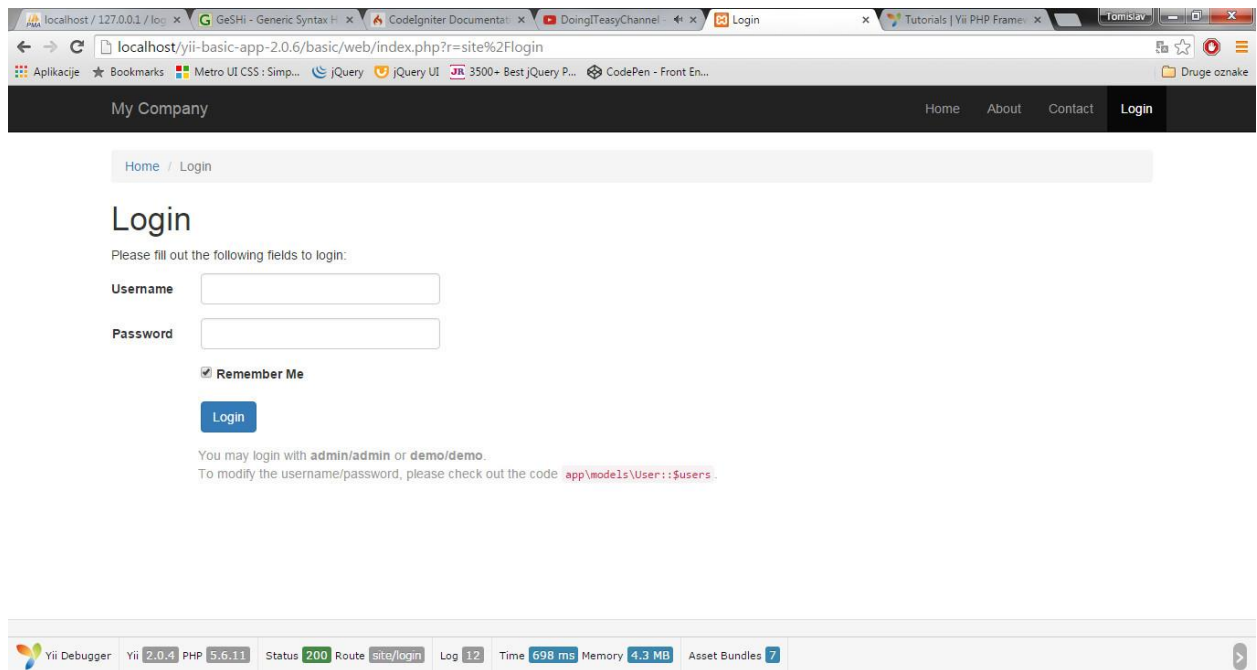 localhost / 127.0.0.1 / log
GeSHi - Generic Syntax H
CodeIgniter Documentat
DoingITeasyChannel -
Login
Tutorials | Yii PHP Framew
Tomislav
localhost/yii-basic-app-2.0.6/basic/web/index.php?r=site%2Flogin
Aplikacije
Bookmarks
Metro UI CSS : Simp...
jQuery
jQuery UI
JR 3500+ Best jQuery P...
CodePen - Front En...
Druge oznake
My Company
Home
About
Contact
Login
Home / Login
Login
Please fill out the following fields to login:
Username
Password
Remember Me
Login
You may login with admin/admin or demo/demo.
To modify the username/password, please check out the code app\models\User::$users.
Yii Debugger
Yii 2.0.4 PHP 5.6.11
Status 200 Route site/login
Log 12
Time 698 ms Memory 4.3 MB
Asset Bundles 7